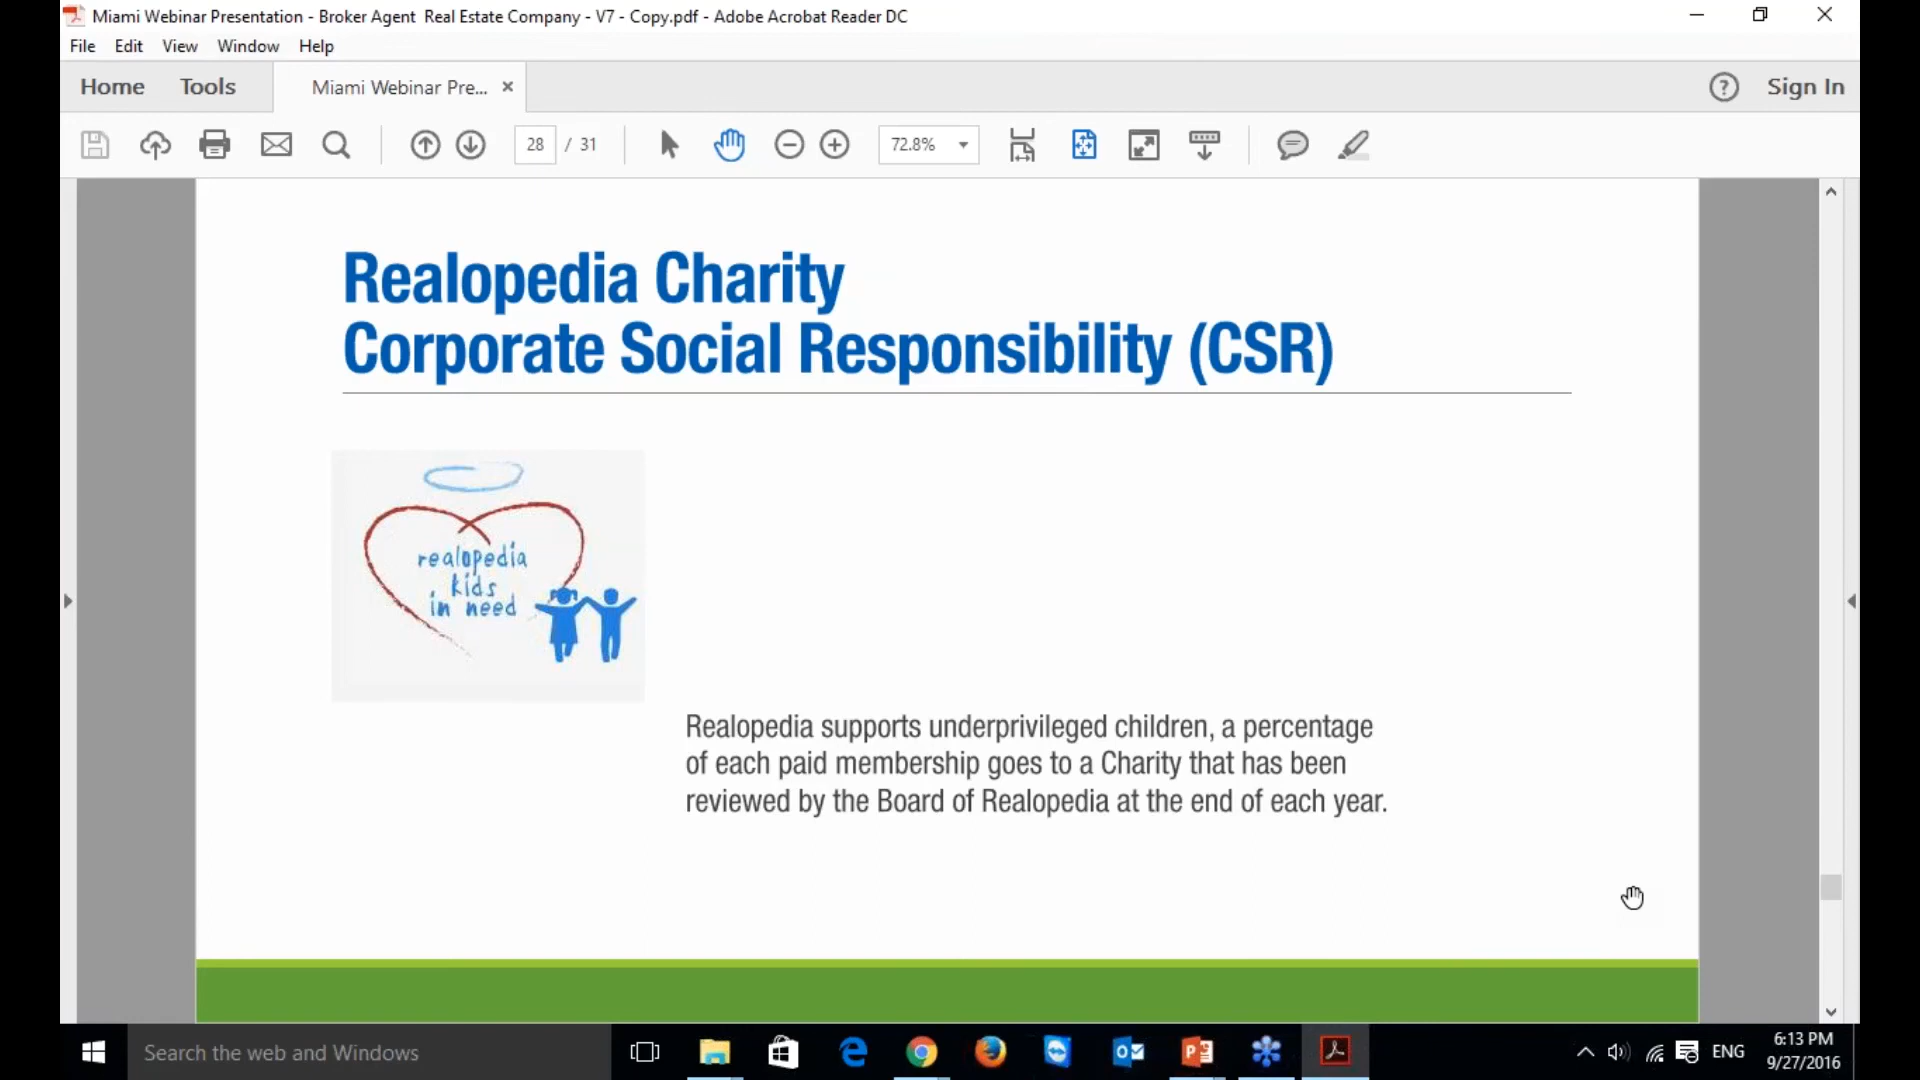 Miami Webinar Presentation - Broker Agent  Real Estate Company - V7 - Copy.pdf - Adobe Acrobat Reader DC
File Edit View Window Help
Home Tools Miami Webinar Pre... Sign In
28 / 31 72.8%
Realopedia Charity
Corporate Social Responsibility (CSR)
realopedia
kids
in need
Realopedia supports underprivileged children, a percentage
of each paid membership goes to a Charity that has been
reviewed by the Board of Realopedia at the end of each year.
Search the web and Windows
ENG
6:13 PM
9/27/2016